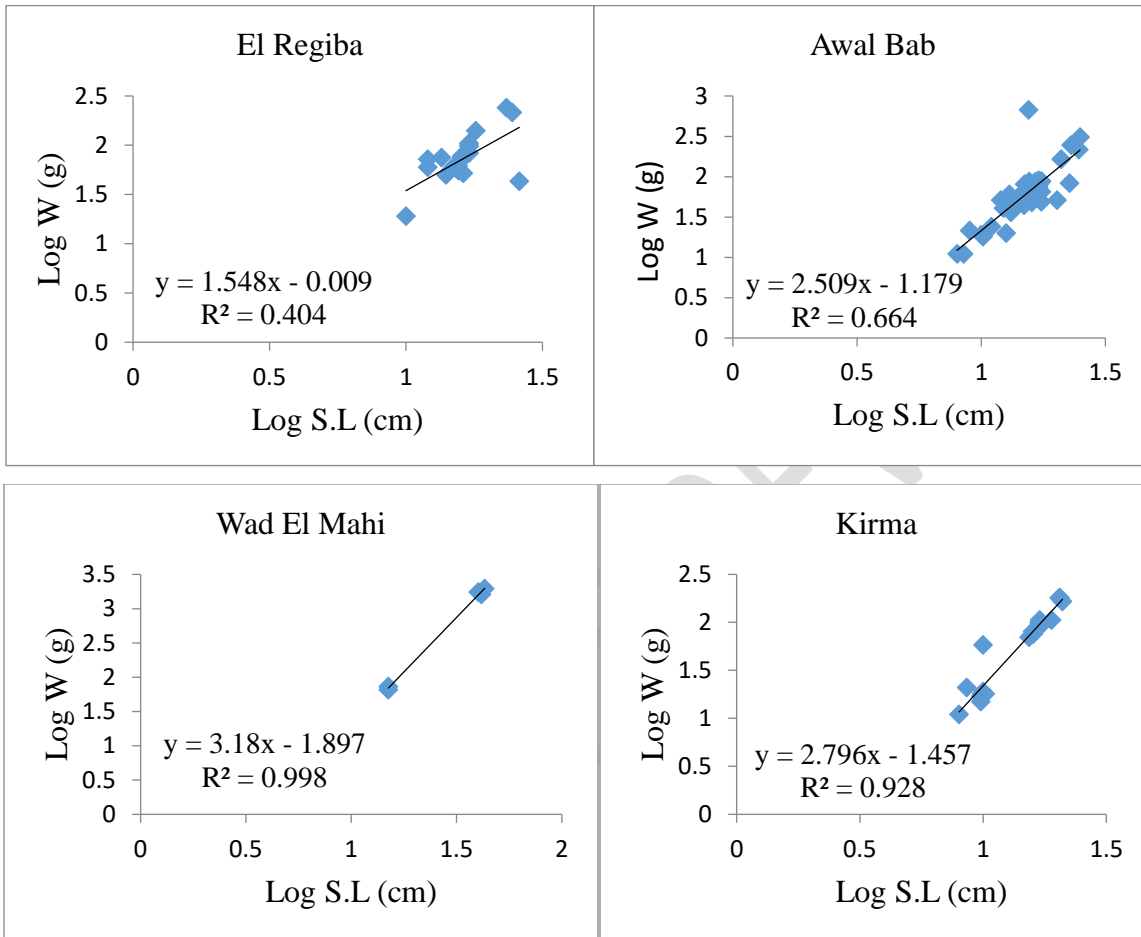 El Regiba
Log W (g)
2.5
2
1.5
1
0.5
0
y = 1.548x - 0.009
R² = 0.404
0 0.5 1 1.5
Log S.L (cm)
Awal Bab
Log W (g)
3
2.5
2
1.5
1
0.5
0
y = 2.509x - 1.179
R² = 0.664
0 0.5 1 1.5
Log S.L (cm)
Wad El Mahi
Log W (g)
3.5
3
2.5
2
1.5
1
0.5
0
y = 3.18x - 1.897
R² = 0.998
0 0.5 1 1.5 2
Log S.L (cm)
Kirma
Log W (g)
2.5
2
1.5
1
0.5
0
y = 2.796x - 1.457
R² = 0.928
0 0.5 1 1.5
Log S.L (cm)